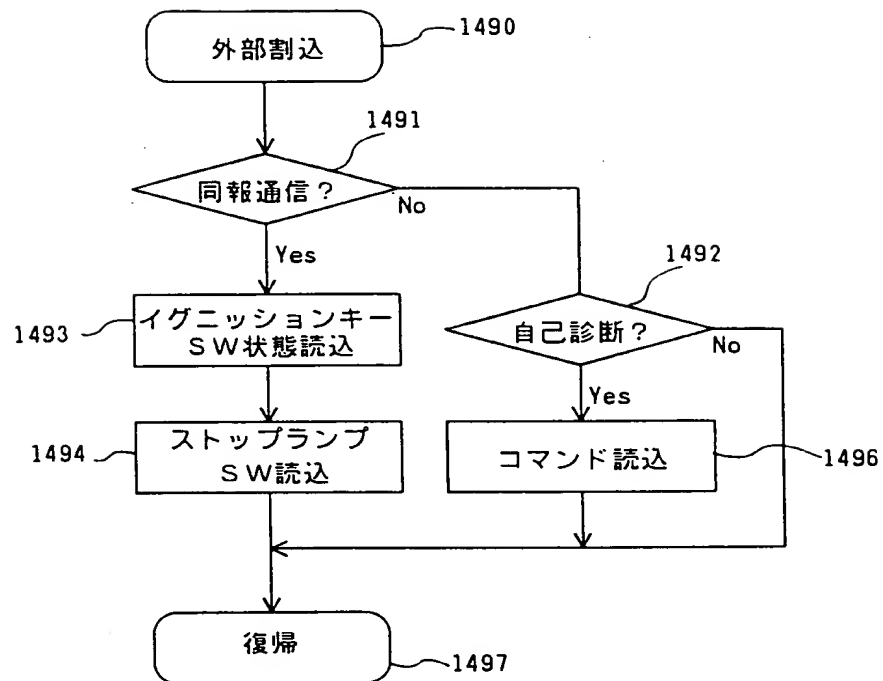 外部割込
1490
1491
同報通信?
No
Yes
1492
1493
イグニッションキー
SW状態読込
自己診断?
No
Yes
1494
ストップランプ
SW読込
コマンド読込
1496
復帰
1497